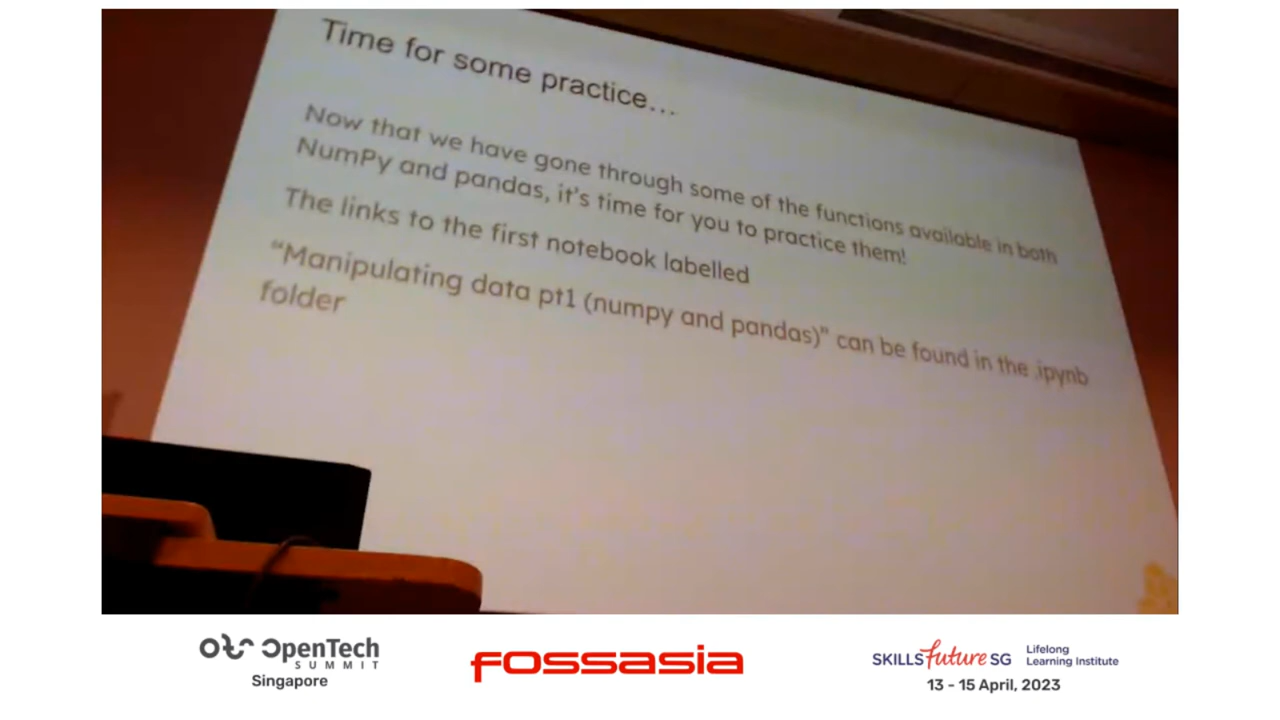 Time for some practice...
Now that we have gone through some of the functions available in both
NumPy and pandas, it's time for you to practice them!
The links to the first notebook labelled
“Manipulating data pt1 (numpy and pandas)” can be found in the .ipynb
folder
OpenTech
SUMMIT
Singapore
fossasia
SKILLS future SG
Lifelong
Learning Institute
13 - 15 April, 2023